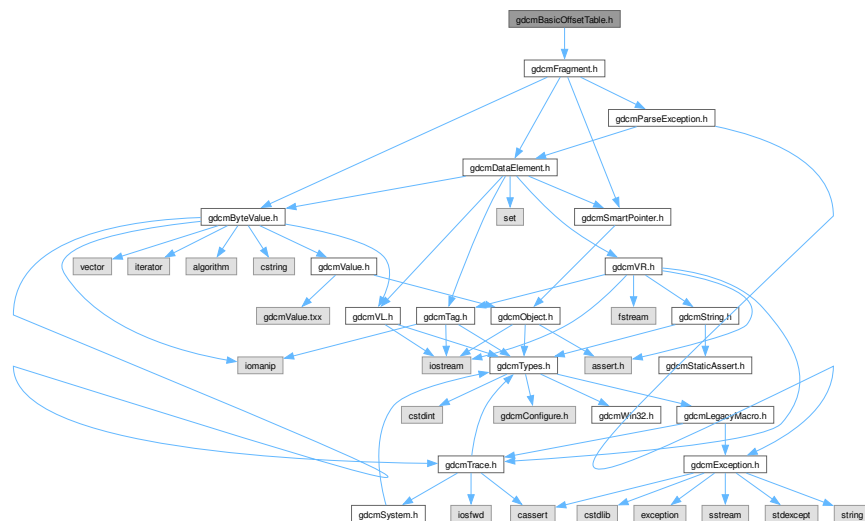 gdcmBasicOffsetTable.h
gdcmFragment.h
gdcmParseException.h
gdcmDataElement.h
gdcmByteValue.h
set
gdcmSmartPointer.h
vector
iterator
algorithm
cstring
gdcmValue.h
gdcmVR.h
gdcmValue.txx
gdcmVL.h
gdcmTag.h
gdcmObject.h
fstream
gdcmString.h
iomanip
iostream
gdcmTypes.h
assert.h
gdcmStaticAssert.h
cstdint
gdcmConfigure.h
gdcmWin32.h
gdcmLegacyMacro.h
gdcmTrace.h
gdcmException.h
gdcmSystem.h
iosfwd
cassert
cstdlib
exception
sstream
stdexcept
string